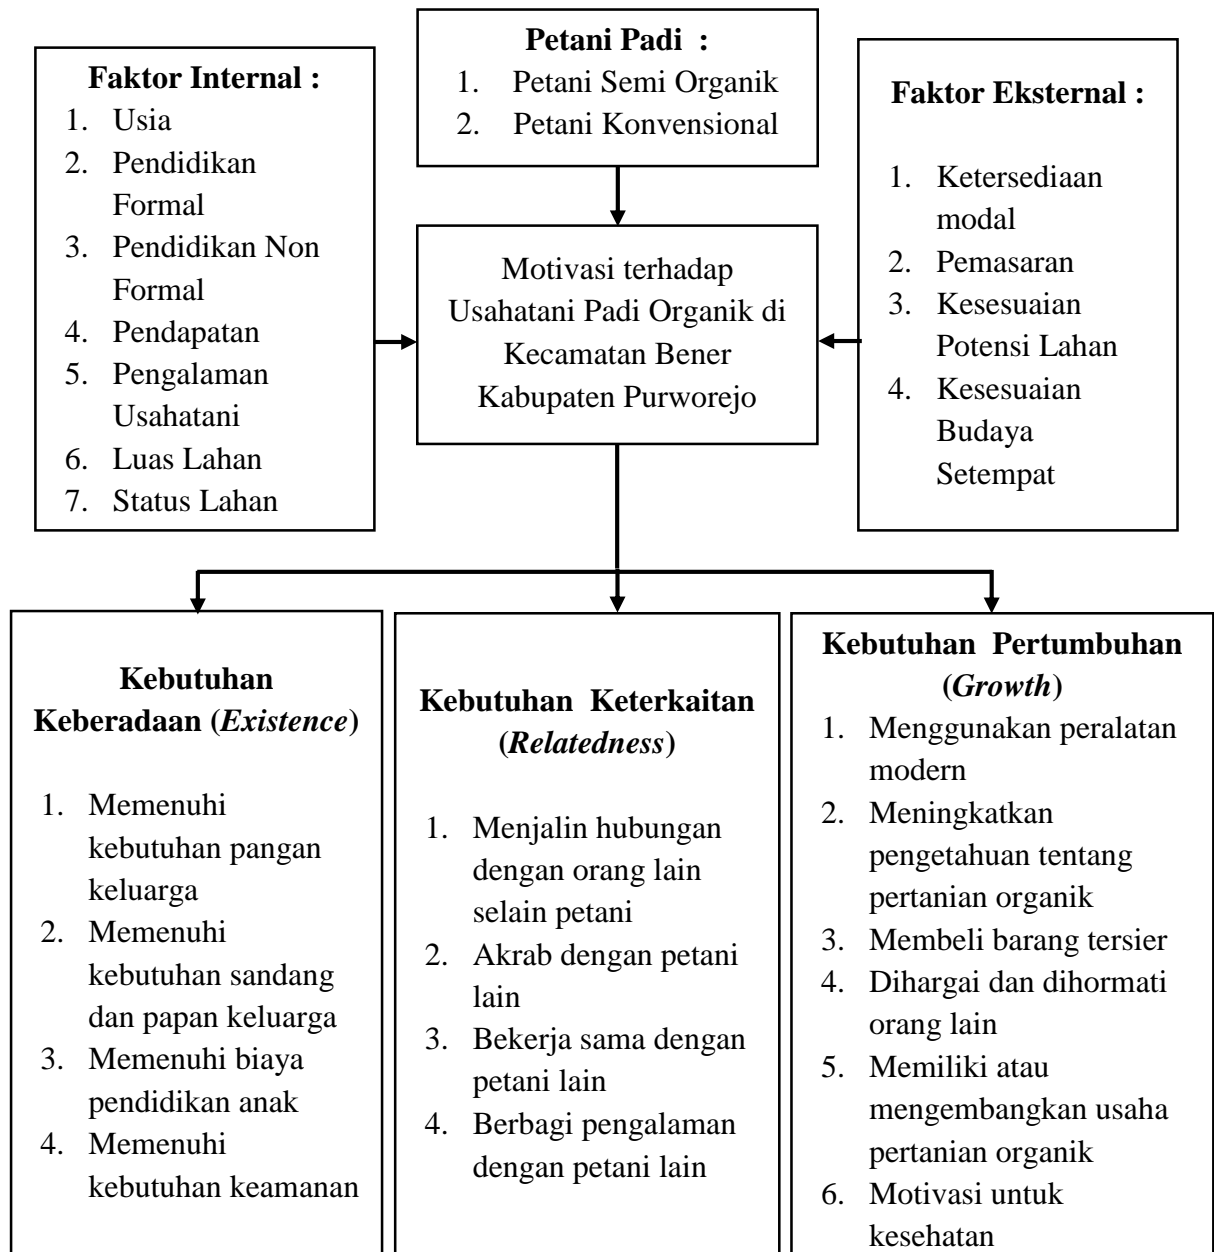 Petani Padi :
1. Petani Semi Organik
2. Petani Konvensional
Faktor Internal :
1. Usia
2. Pendidikan
Formal
3. Pendidikan Non
Formal
4. Pendapatan
5. Pengalaman
Usahatani
6. Luas Lahan
7. Status Lahan
Motivasi terhadap
Usahatani Padi Organik di
Kecamatan Bener
Kabupaten Purworejo
Faktor Eksternal :
1. Ketersediaan
modal
2. Pemasaran
3. Kesesuaian
Potensi Lahan
4. Kesesuaian
Budaya
Setempat
Kebutuhan
Keberadaan (Existence)
1. Memenuhi
kebutuhan pangan
keluarga
2. Memenuhi
kebutuhan sandang
dan papan keluarga
3. Memenuhi biaya
pendidikan anak
4. Memenuhi
kebutuhan keamanan
Kebutuhan Keterkaitan
(Relatedness)
1. Menjalin hubungan
dengan orang lain
selain petani
2. Akrab dengan petani
lain
3. Bekerja sama dengan
petani lain
4. Berbagi pengalaman
dengan petani lain
Kebutuhan Pertumbuhan
(Growth)
1. Menggunakan peralatan
modern
2. Meningkatkan
pengetahuan tentang
pertanian organik
3. Membeli barang tersier
4. Dihargai dan dihormati
orang lain
5. Memiliki atau
mengembangkan usaha
pertanian organik
6. Motivasi untuk
kesehatan